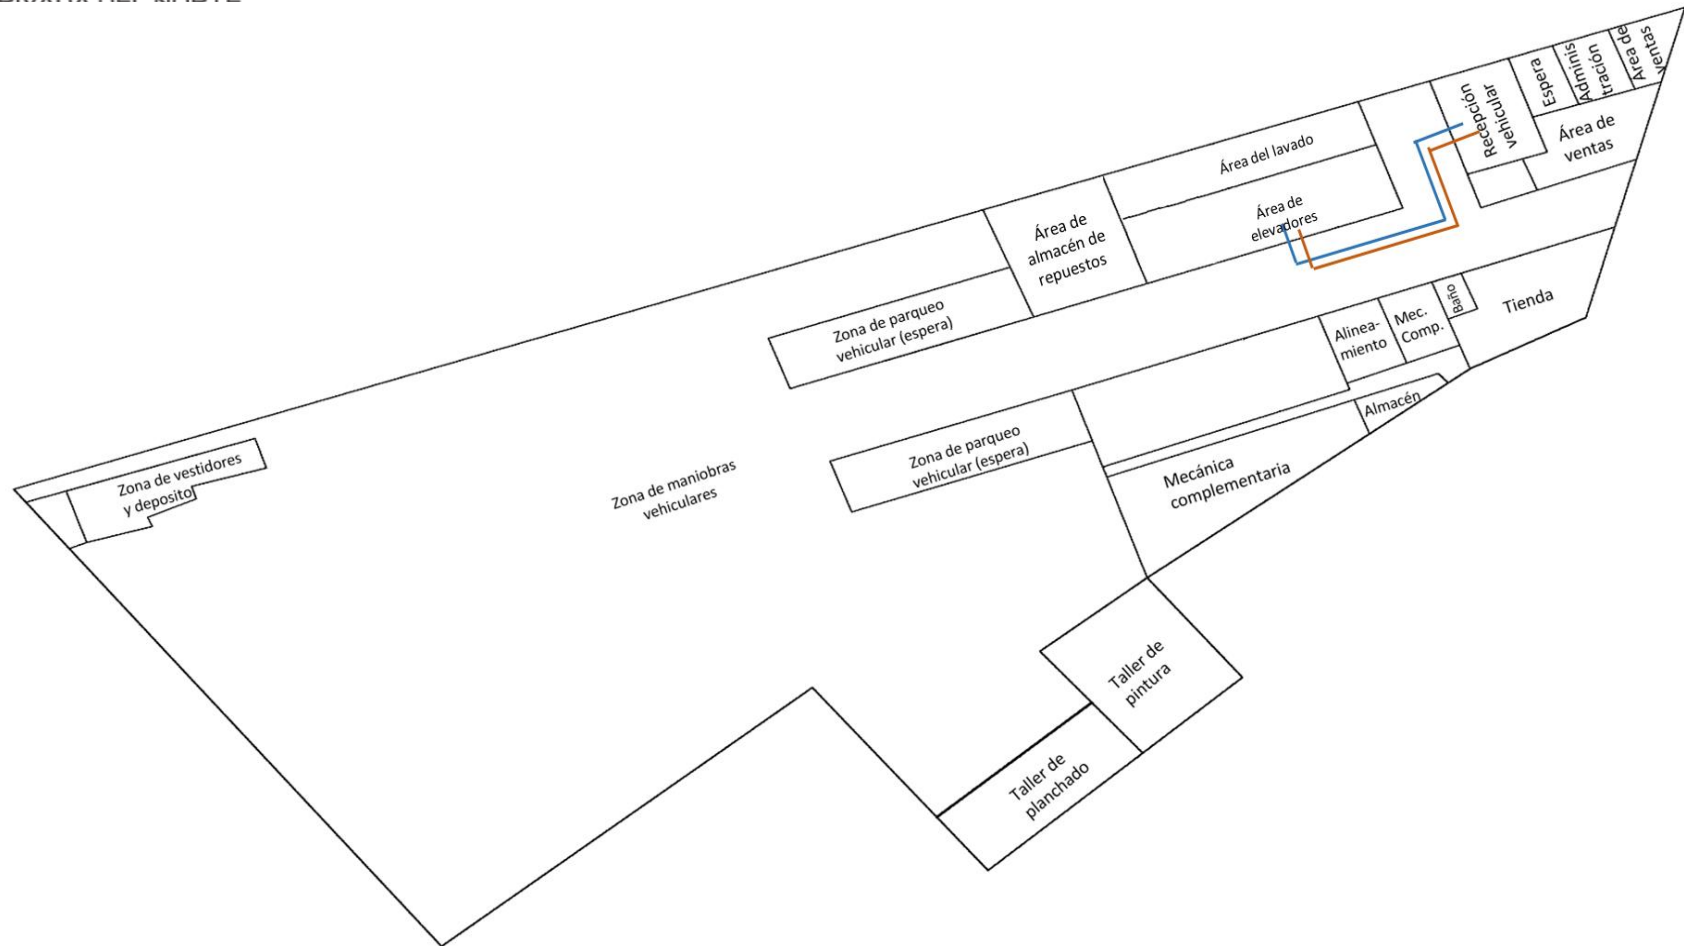 Espera
Adminis
tración
Área de
ventas
Recepción
vehicular
Área de
ventas
Área del lavado
Área de
elevadores
Área de
almacén de
repuestos
Zona de parqueo
vehicular (espera)
Baño
Tienda
Mec.
Comp.
Alinea-
miento
Almacén
Zona de parqueo
vehicular (espera)
Mecánica
complementaria
Zona de vestidores
y deposito
Zona de maniobras
vehiculares
Taller de
pintura
Taller de
planchado